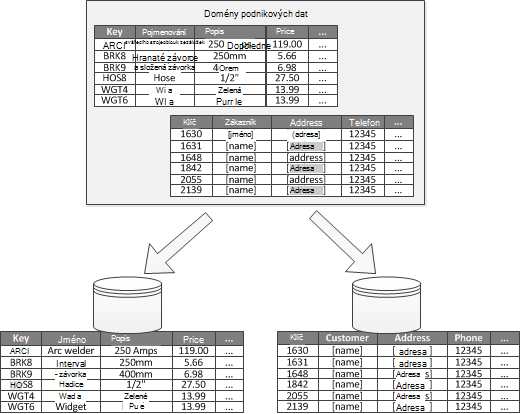 Domény podnikových dat
Key Pojmenování Popis Price ...
ARCI 250 Dopředné 119.00 ...
BRK8 Hranaté závorce 250mm 5.66 ...
BRK9 a složená závorka 4 Orem 6.98 ...
HOS8 Hose 1/2" 27.50 ...
WGT4 Wi a Zelená 13.99 ...
WGT6 WI a Purr le 13.99 ...
Klíč Zákazník Address Telefon ...
1630 [jméno] {adresa} 12345 ...
1631 [name] [Adresa] 12345 ...
1648 [name] address] 12345 ...
1842 [name] [Adresa] 12345 ...
2055 [name] address] 12345 ...
2139 [name] [Adresa] 12345 ...
Key Jméno Popis Price ...
ARCI Arc welder 250 Amps 119.00 ...
BRK8 Interval 250mm 5.66 ...
BRK9 - závorka 400mm 6.98 ...
HOS8 Hadice 1/2" 27.50 ...
WGT4 Wad a Zelené 13.99 ...
WGT6 Widget Pu e 13.99 ...
Klíč Customer Address Phone ...
1630 [name] [ adresa ] 12345 ...
1631 [name] [ adresa ] 12345 ...
1648 [name] [Adresa s] 12345 ...
1842 [name] [ Adresa ] 12345 ...
2055 [name] [Adresa s] 12345 ...
2139 [name] [ Adresa ] 12345 ...